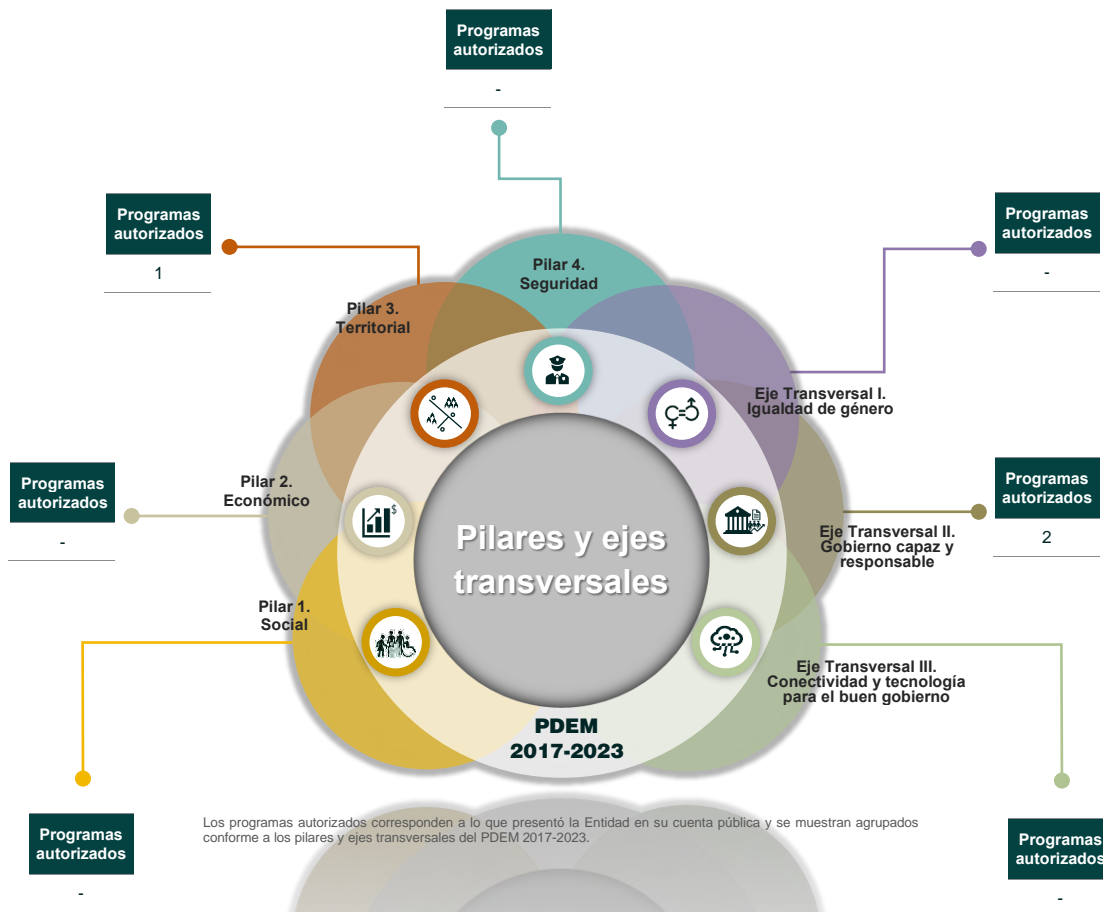 Programas
autorizados
-
Programas
autorizados
1
Programas
autorizados
-
Pilar 4.
Seguridad
Pilar 3.
Territorial
Eje Transversal I.
Igualdad de género
Programas
autorizados
-
Pilar 2.
Económico
$
Programas
autorizados
2
Eje Transversal II.
Gobierno capaz y
responsable
Pilares y ejes
transversales
Pilar 1.
Social
Eje Transversal III.
Conectividad y tecnología
para el buen gobierno
PDEM
2017-2023
Programas
autorizados
-
Los programas autorizados corresponden a lo que presentó la Entidad en su cuenta pública y se muestran agrupados
conforme a los pilares y ejes transversales del PDEM 2017-2023.
Programas
autorizados
-